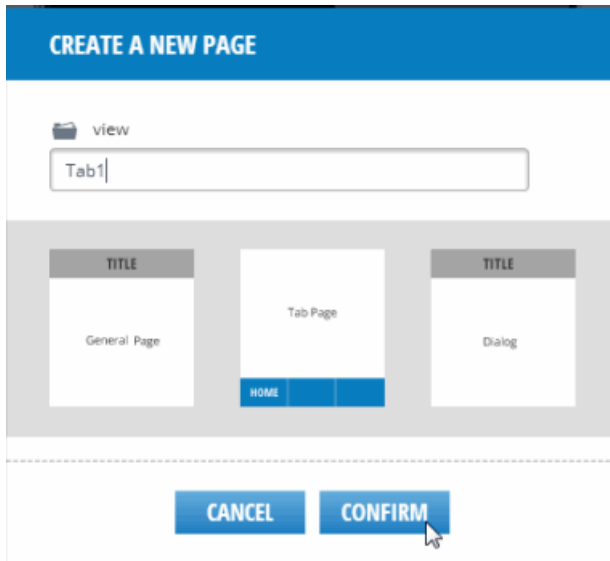 CREATE A NEW PAGE
view
Tab1
TITLE
General Page
Tab Page
HOME
TITLE
Dialog
CANCEL
CONFIRM